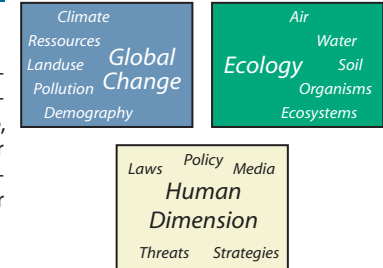 Climate
Ressources
Landuse
Pollution
Demography
Global
Change
Air
Water
Ecology
Soil
Organisms
Ecosystems
Laws
Policy
Media
Human
Dimension
Threats
Strategies